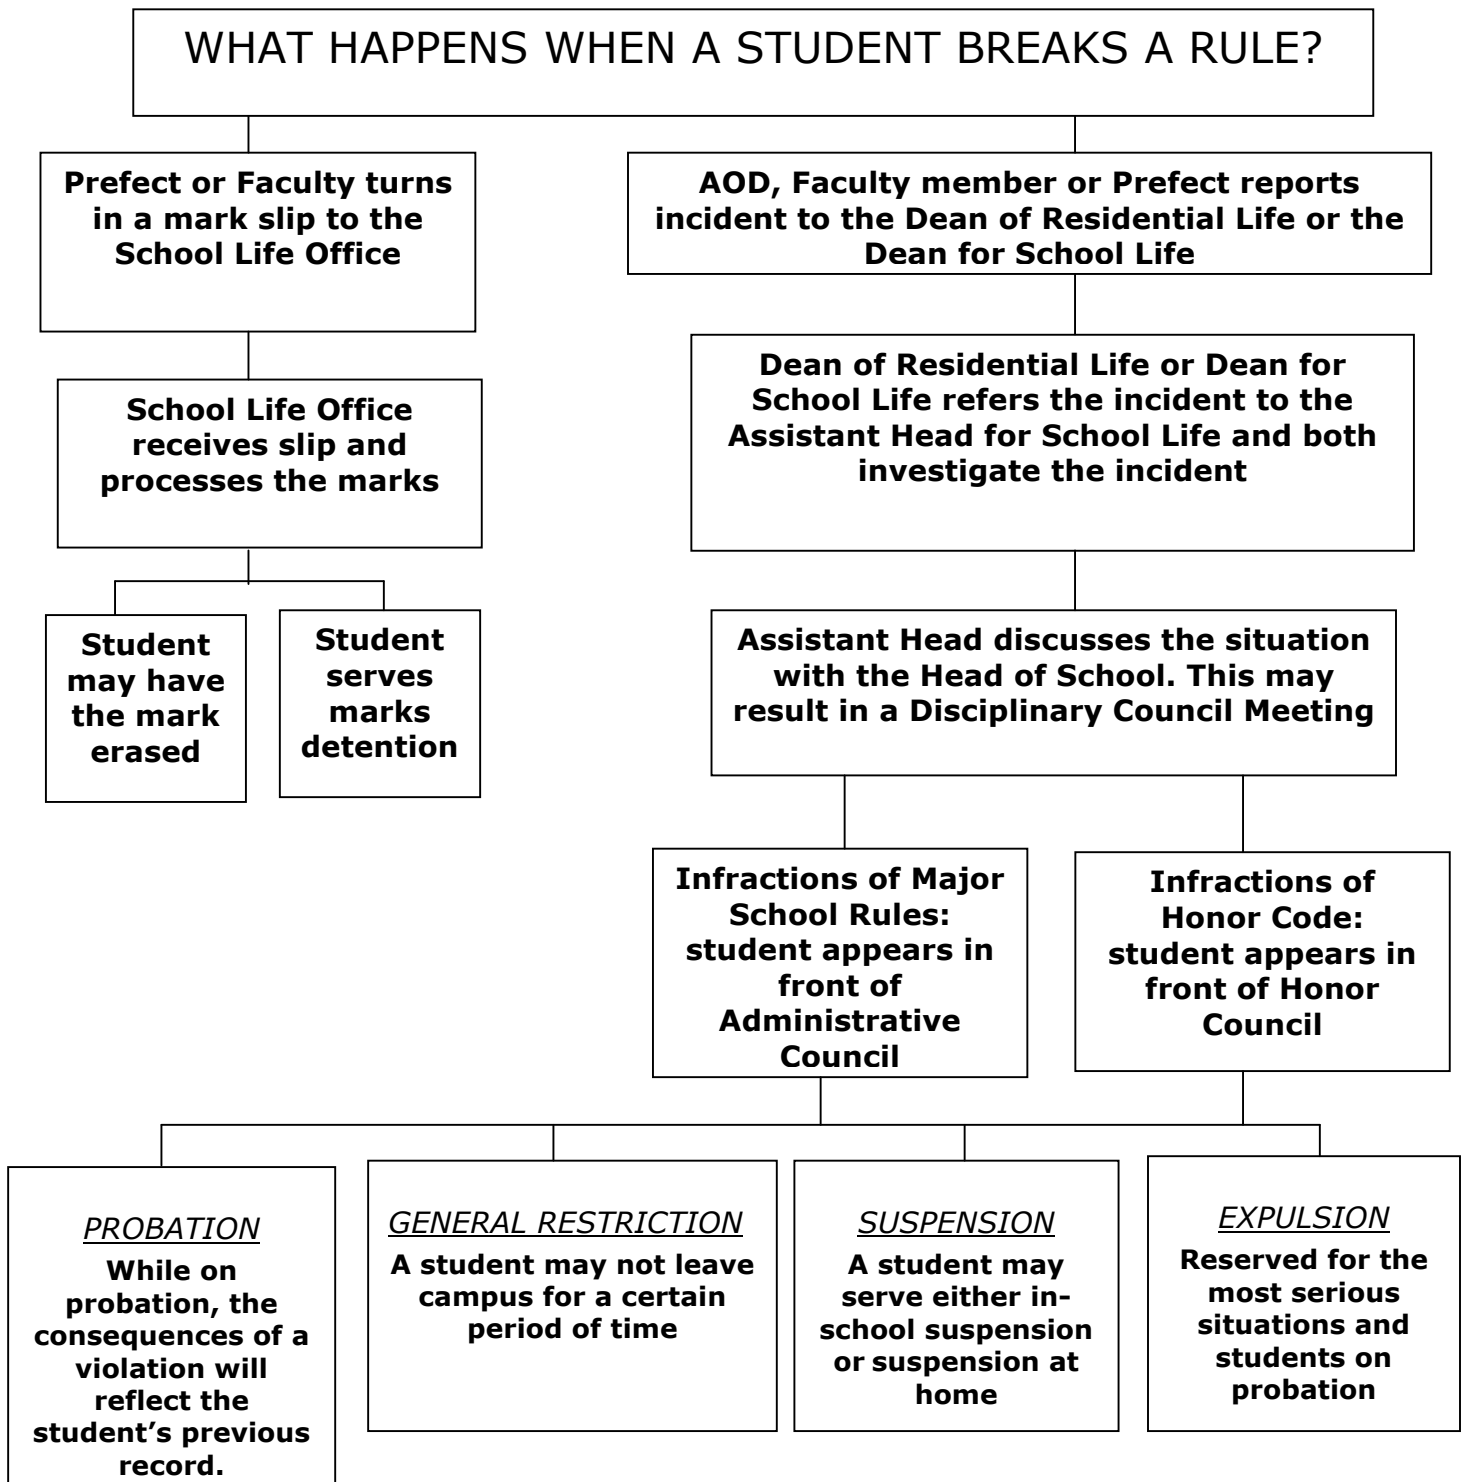 WHAT HAPPENS WHEN A STUDENT BREAKS A RULE?
Prefect or Faculty turns
in a mark slip to the
School Life Office
AOD, Faculty member or Prefect reports
incident to the Dean of Residential Life or the
Dean for School Life
School Life Office
receives slip and
processes the marks
Dean of Residential Life or Dean for
School Life refers the incident to the
Assistant Head for School Life and both
investigate the incident
Student
may have
the mark
erased
Student
serves
marks
detention
Assistant Head discusses the situation
with the Head of School. This may
result in a Disciplinary Council Meeting
Infractions of Major
School Rules:
student appears in
front of
Administrative
Council
Infractions of
Honor Code:
student appears in
front of Honor
Council
PROBATION
While on
probation, the
consequences of a
violation will
reflect the
student’s previous
record.
GENERAL RESTRICTION
A student may not leave
campus for a certain
period of time
SUSPENSION
A student may
serve either in-
school suspension
or suspension at
home
EXPULSION
Reserved for the
most serious
situations and
students on
probation